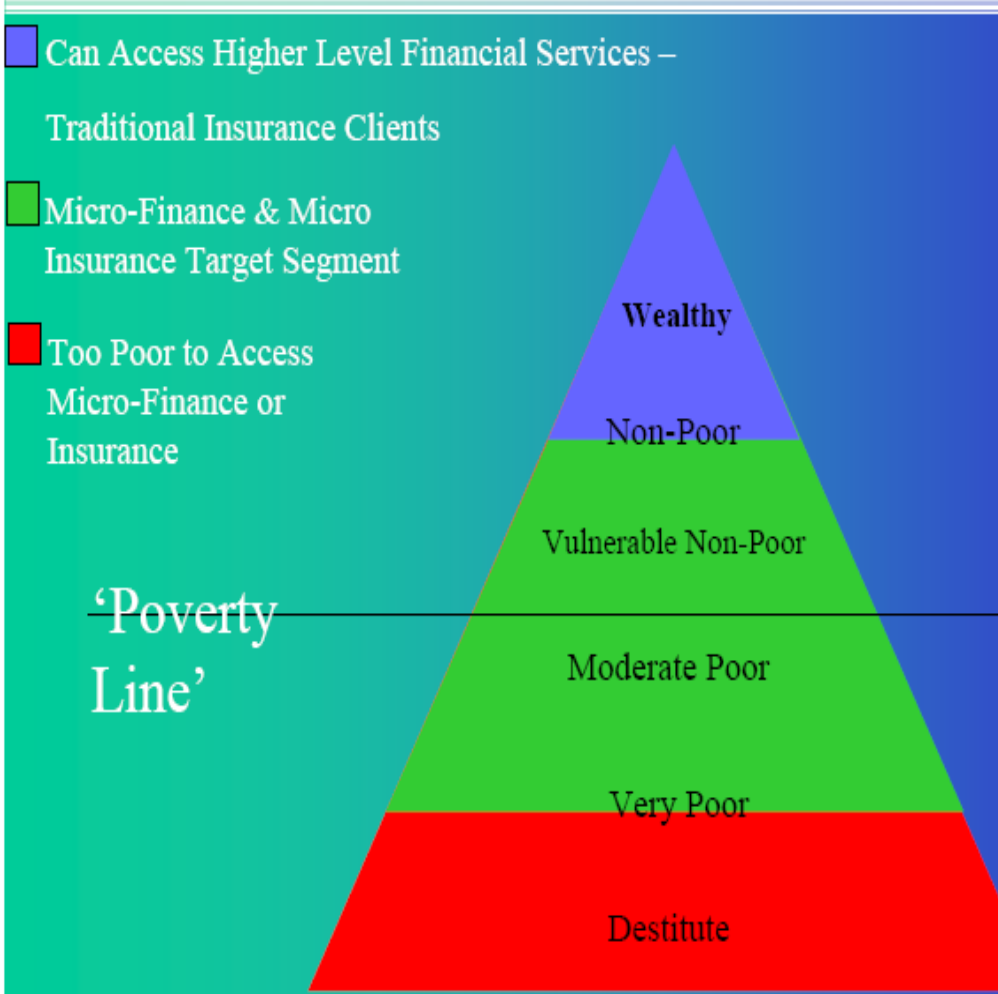 Can Access Higher Level Financial Services –
Traditional Insurance Clients
Micro-Finance & Micro
Insurance Target Segment
Too Poor to Access
Micro-Finance or
Insurance
‘Poverty
Line’
Wealthy
Non-Poor
Vulnerable Non-Poor
Moderate Poor
Very Poor
Destitute